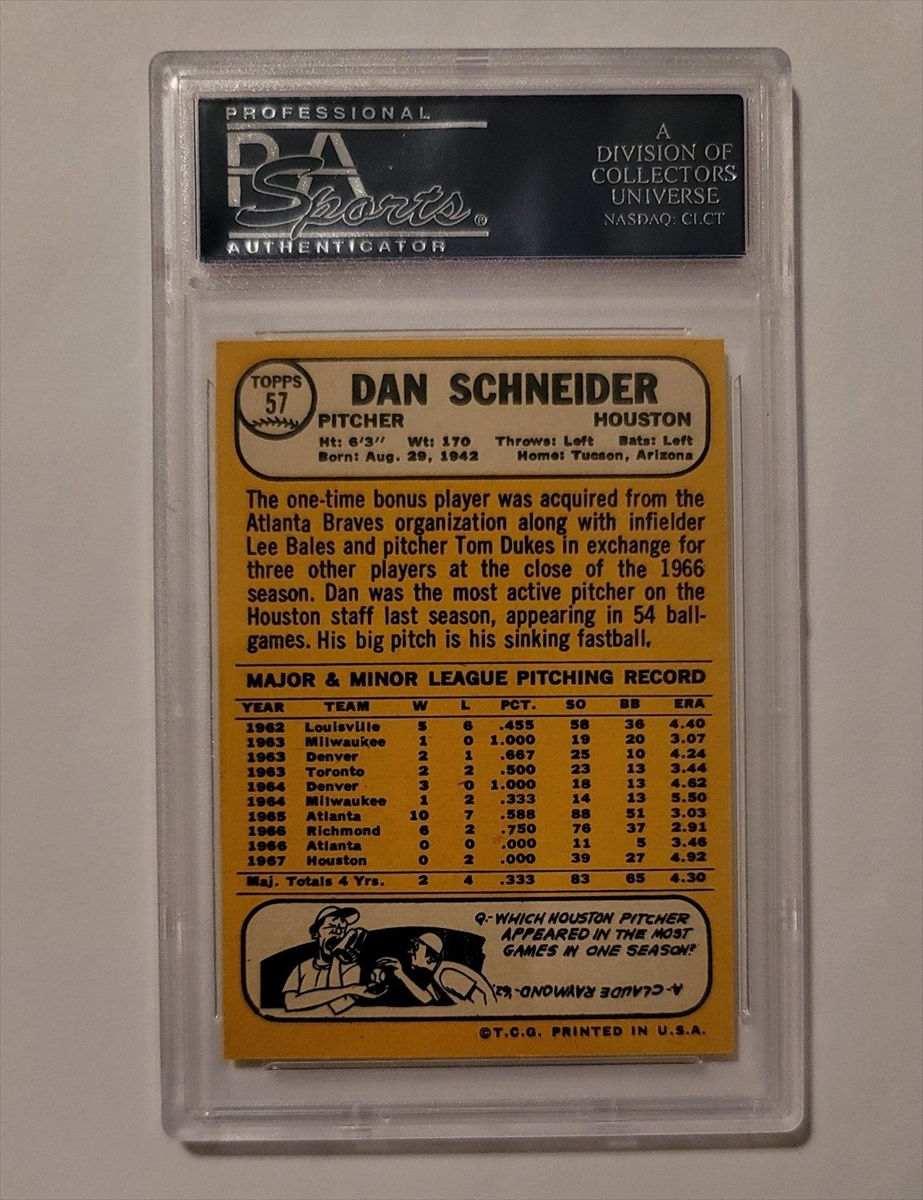 PROFESSIONAL
PSA
Sports®
AUTHENTICATOR
A
DIVISION OF
COLLECTORS
UNIVERSE
NASDAQ: CLCT
TOPPS
57
DAN SCHNEIDER
PITCHER HOUSTON
Ht: 6'3" Wt: 170 Throws: Left Bats: Left
Born: Aug. 29, 1942 Home: Tucson, Arizona
The one-time bonus player was acquired from the
Atlanta Braves organization along with infielder
Lee Bales and pitcher Tom Dukes in exchange for
three other players at the close of the 1966
season. Dan was the most active pitcher on the
Houston staff last season, appearing in 54 ball-
games. His big pitch is his sinking fastball.
MAJOR & MINOR LEAGUE PITCHING RECORD
YEAR TEAM W L PCT. SO BB ERA
1962 Louisville 5 6 .455 58 36 4.40
1963 Milwaukee 1 0 1.000 19 20 3.07
1963 Denver 2 1 .667 25 10 4.24
1963 Toronto 2 2 .500 23 13 3.44
1964 Denver 3 0 1.000 18 13 4.62
1964 Milwaukee 1 2 .333 14 13 5.50
1965 Atlanta 10 7 .588 88 51 3.03
1966 Richmond 6 2 .750 76 37 2.91
1966 Atlanta 0 0 .000 11 5 3.46
1967 Houston 0 2 .000 39 27 4.92
Maj. Totals 4 Yrs. 2 4 .333 83 65 4.30
Q.- WHICH HOUSTON PITCHER
APPEARED IN THE MOST
GAMES IN ONE SEASON?
A.- CLAUDE RAYMOND-'62.
©T.C.G. PRINTED IN U.S.A.